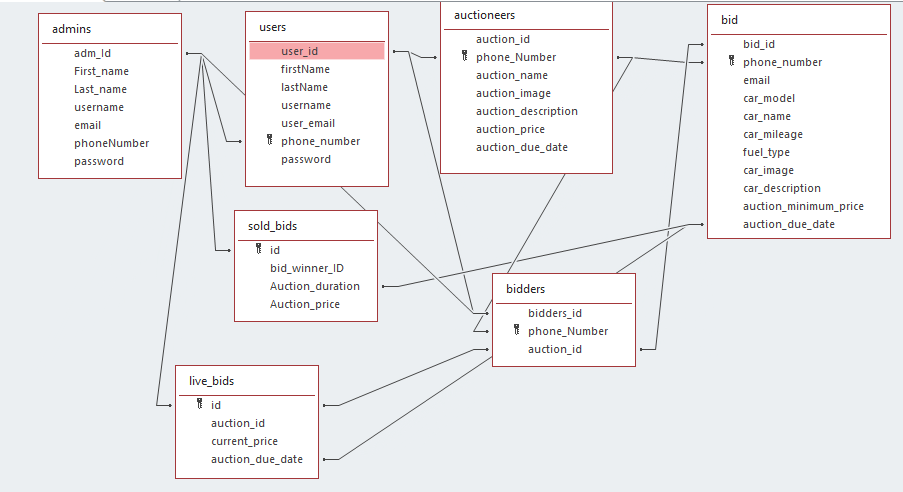 admins
adm_Id
First_name
Last_name
username
email
phoneNumber
password
users
user_id
firstName
lastName
username
user_email
phone_number
password
auctioneers
auction_id
phone_Number
auction_name
auction_image
auction_description
auction_price
auction_due_date
bid
bid_id
phone_number
email
car_model
car_name
car_mileage
fuel_type
car_image
car_description
auction_minimum_price
auction_due_date
sold_bids
id
bid_winner_ID
Auction_duration
Auction_price
bidders
bidders_id
phone_Number
auction_id
live_bids
id
auction_id
current_price
auction_due_date